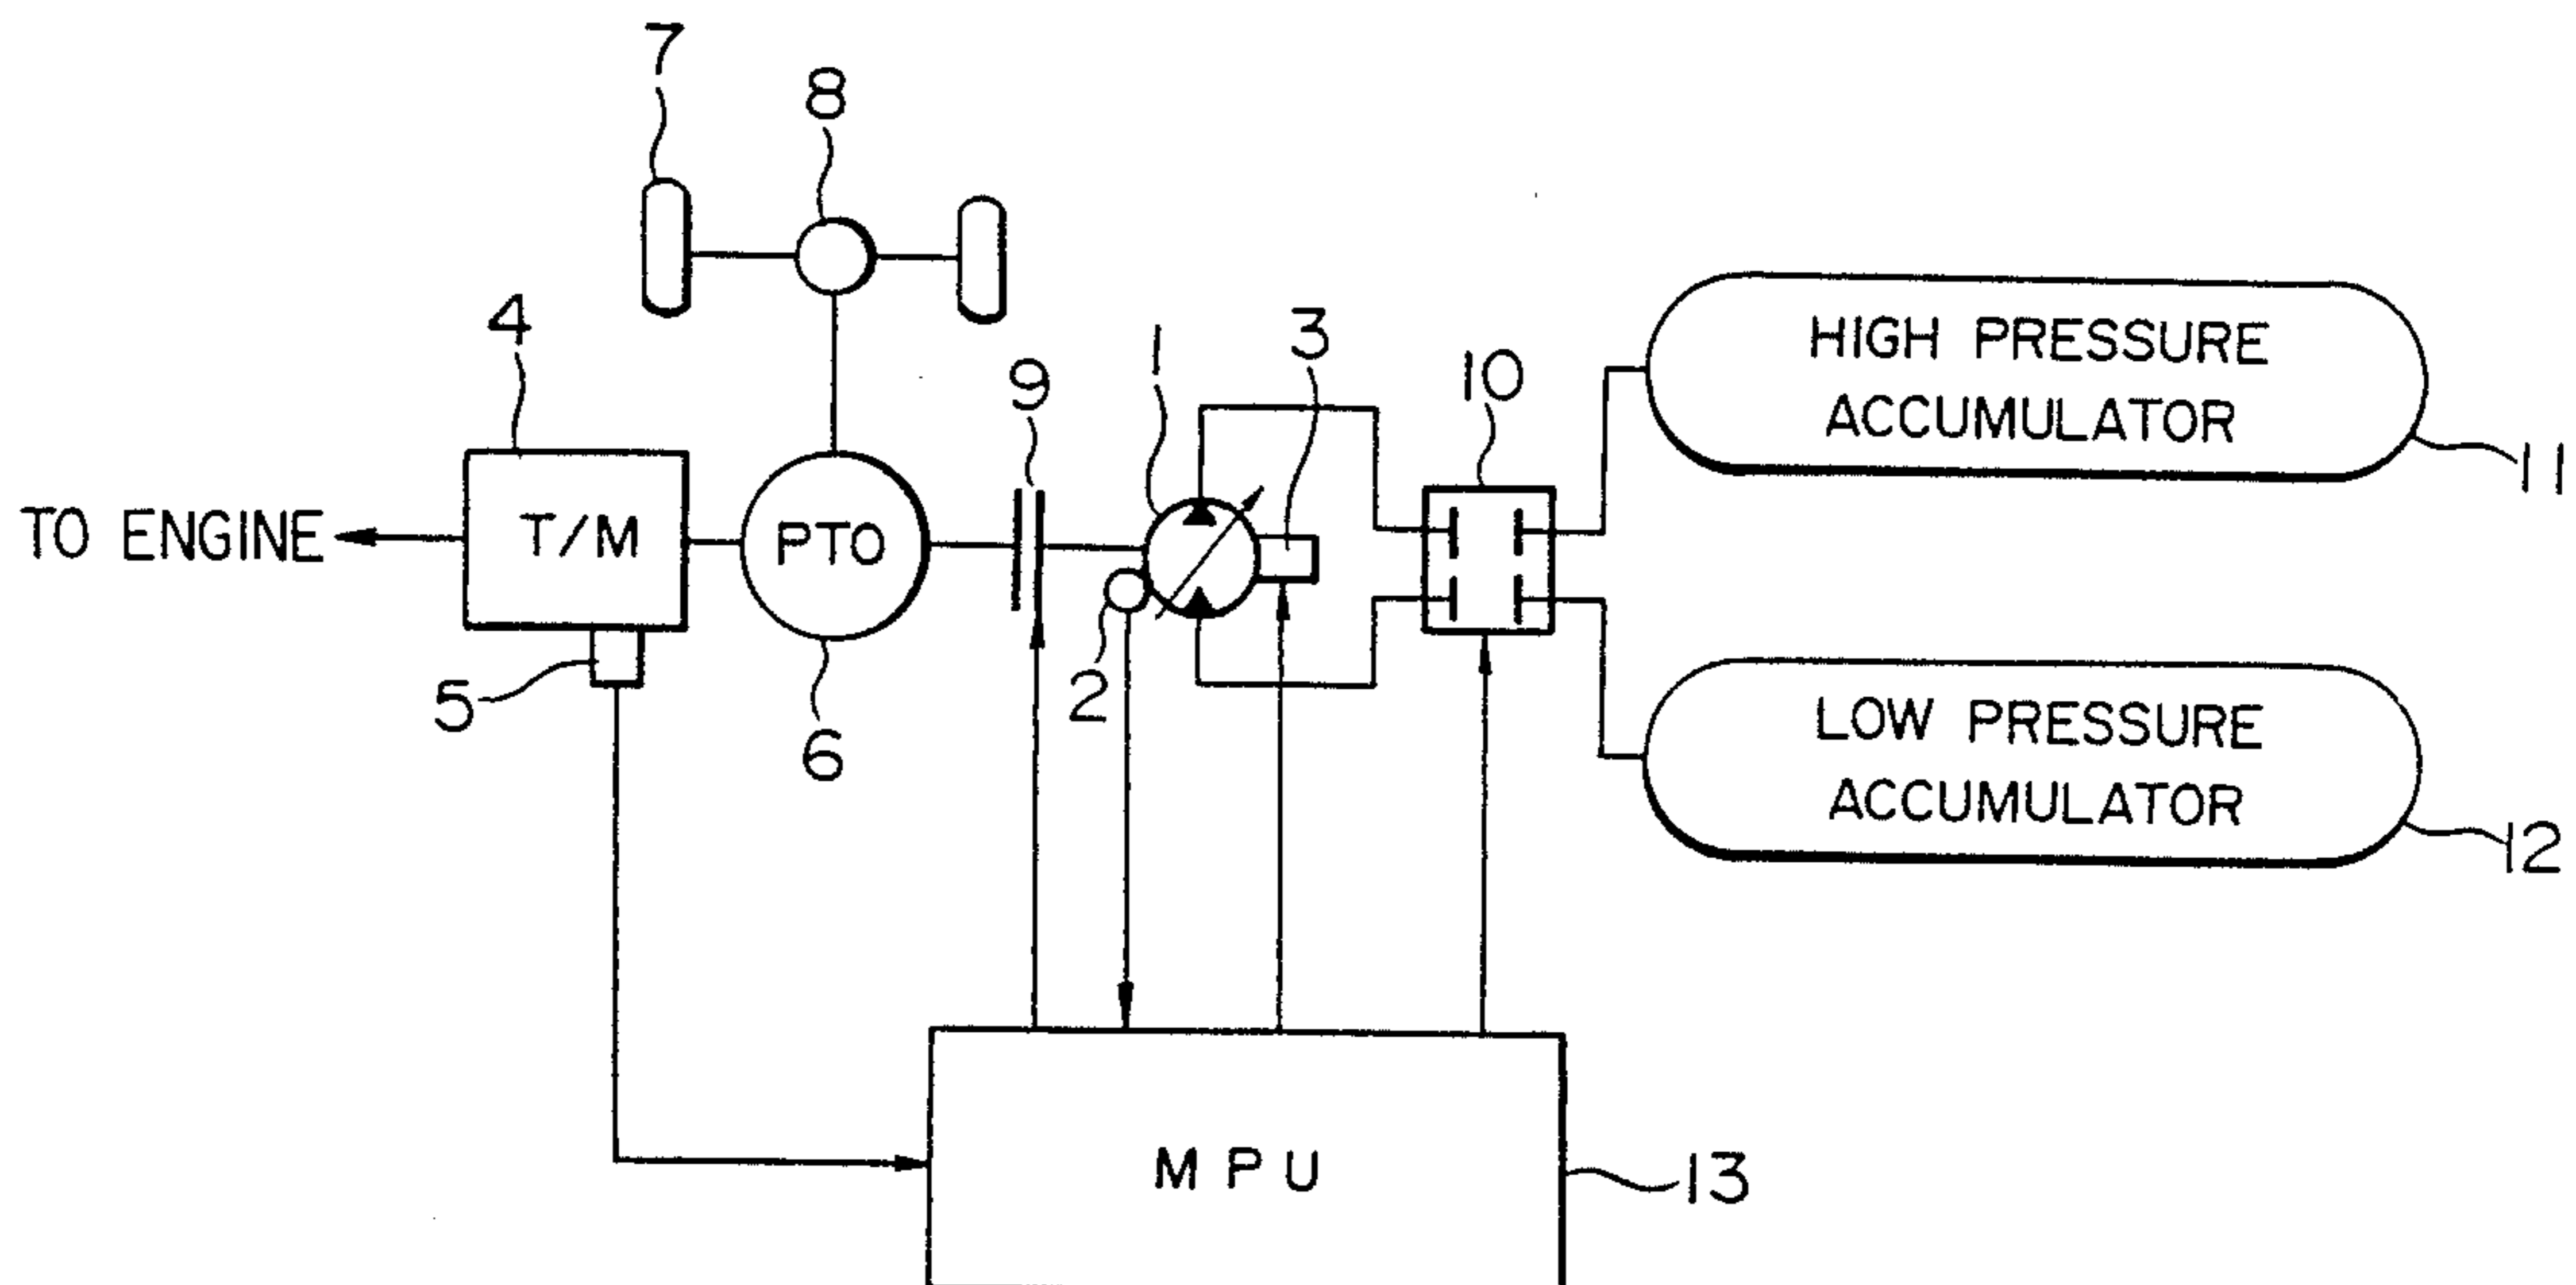 7
8
4
9
1
3
10
HIGH PRESSURE
ACCUMULATOR
11
TO ENGINE
T/M
PTO
5
2
6
LOW PRESSURE
ACCUMULATOR
12
MPU
13